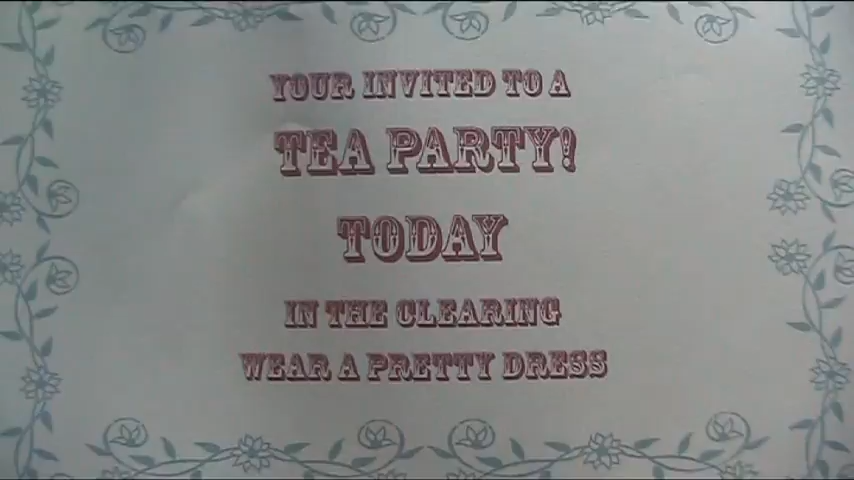 YOUR INVITED TO A
TEA PARTY!
TODAY
IN THE CLEARING
WEAR A PRETTY DRESS